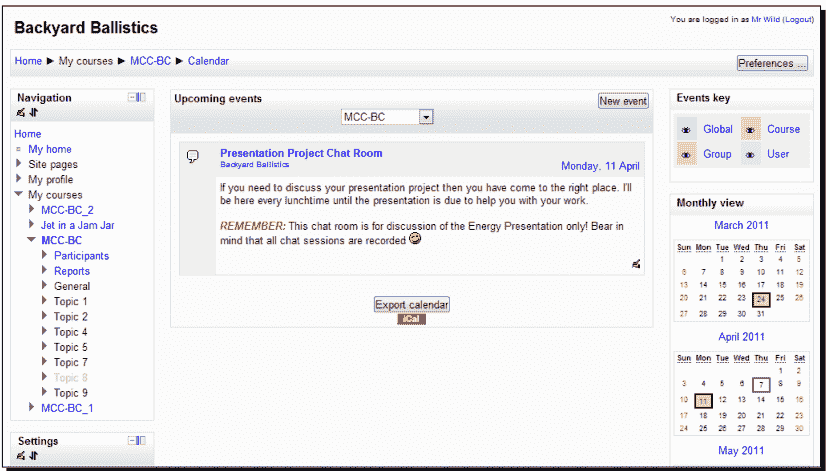 Backyard Ballistics
You are logged in as Mr Wild (Logout)
Home ► My courses ► MCC-BC ► Calendar
Preferences ...
Navigation
Home
My home
Site pages
My profile
My courses
MCC-BC_2
Jet in a Jam Jar
MCC-BC
Participants
Reports
General
Topic 1
Topic 2
Topic 4
Topic 5
Topic 7
Topic 8
Topic 9
MCC-BC_1
Settings
Upcoming events
New event
MCC-BC
Presentation Project Chat Room
Backyard Ballistics
Monday, 11 April
If you need to discuss your presentation project then you have come to the right place. I'll
be here every lunchtime until the presentation is due to help you with your work.
REMEMBER: This chat room is for discussion of the Energy Presentation only! Bear in
mind that all chat sessions are recorded
Export calendar
iCal
Events key
Global Course
Group User
Monthly view
March 2011
Sun Mon Tue Wed Thu Fri Sat
1 2 3 4 5
6 7 8 9 10 11 12
13 14 15 16 17 18 19
20 21 22 23 24 25 26
27 28 29 30 31
April 2011
Sun Mon Tue Wed Thu Fri Sat
1 2
3 4 5 6 7 8 9
10 11 12 13 14 15 16
17 18 19 20 21 22 23
24 25 26 27 28 29 30
May 2011